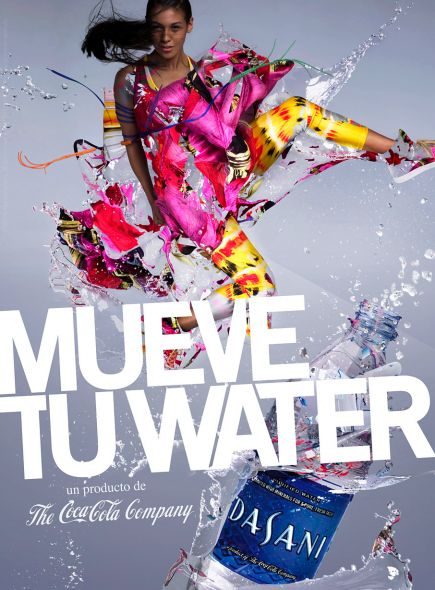 MUEVE
TU WATER
un producto de
The Coca-Cola Company
DASANI